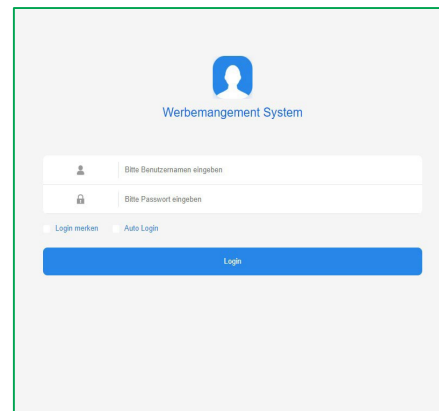 Werbemangement System
Bitte Benutzernamen eingeben
Bitte Passwort eingeben
Login merken Auto Login
Login